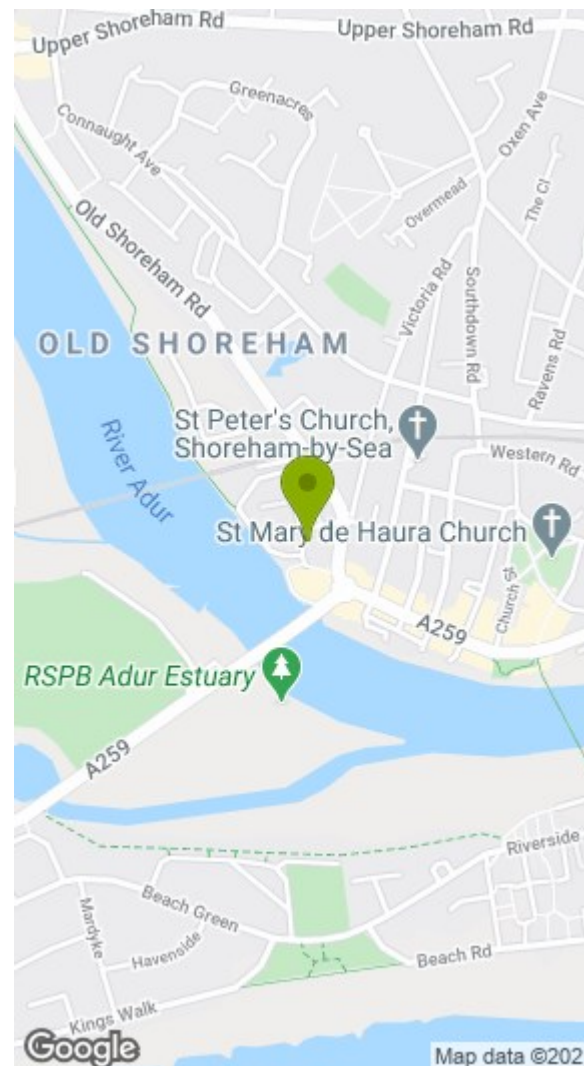 Upper Shoreham Rd
Upper Shoreham Rd
Greenacres
Connaught Ave
Oxen Ave
The Cl
Overmead
Old Shoreham Rd
Victoria Rd
Southdown Rd
Ravens Rd
OLD SHOREHAM
St Peter's Church,
Shoreham-by-Sea
Western Rd
River Adur
St Mary de Haura Church
Church St
A259
RSPB Adur Estuary
A259
Riverside
Beach Green
Mardyke
Havenside
Beach Rd
Kings Walk
Google
Map data ©202